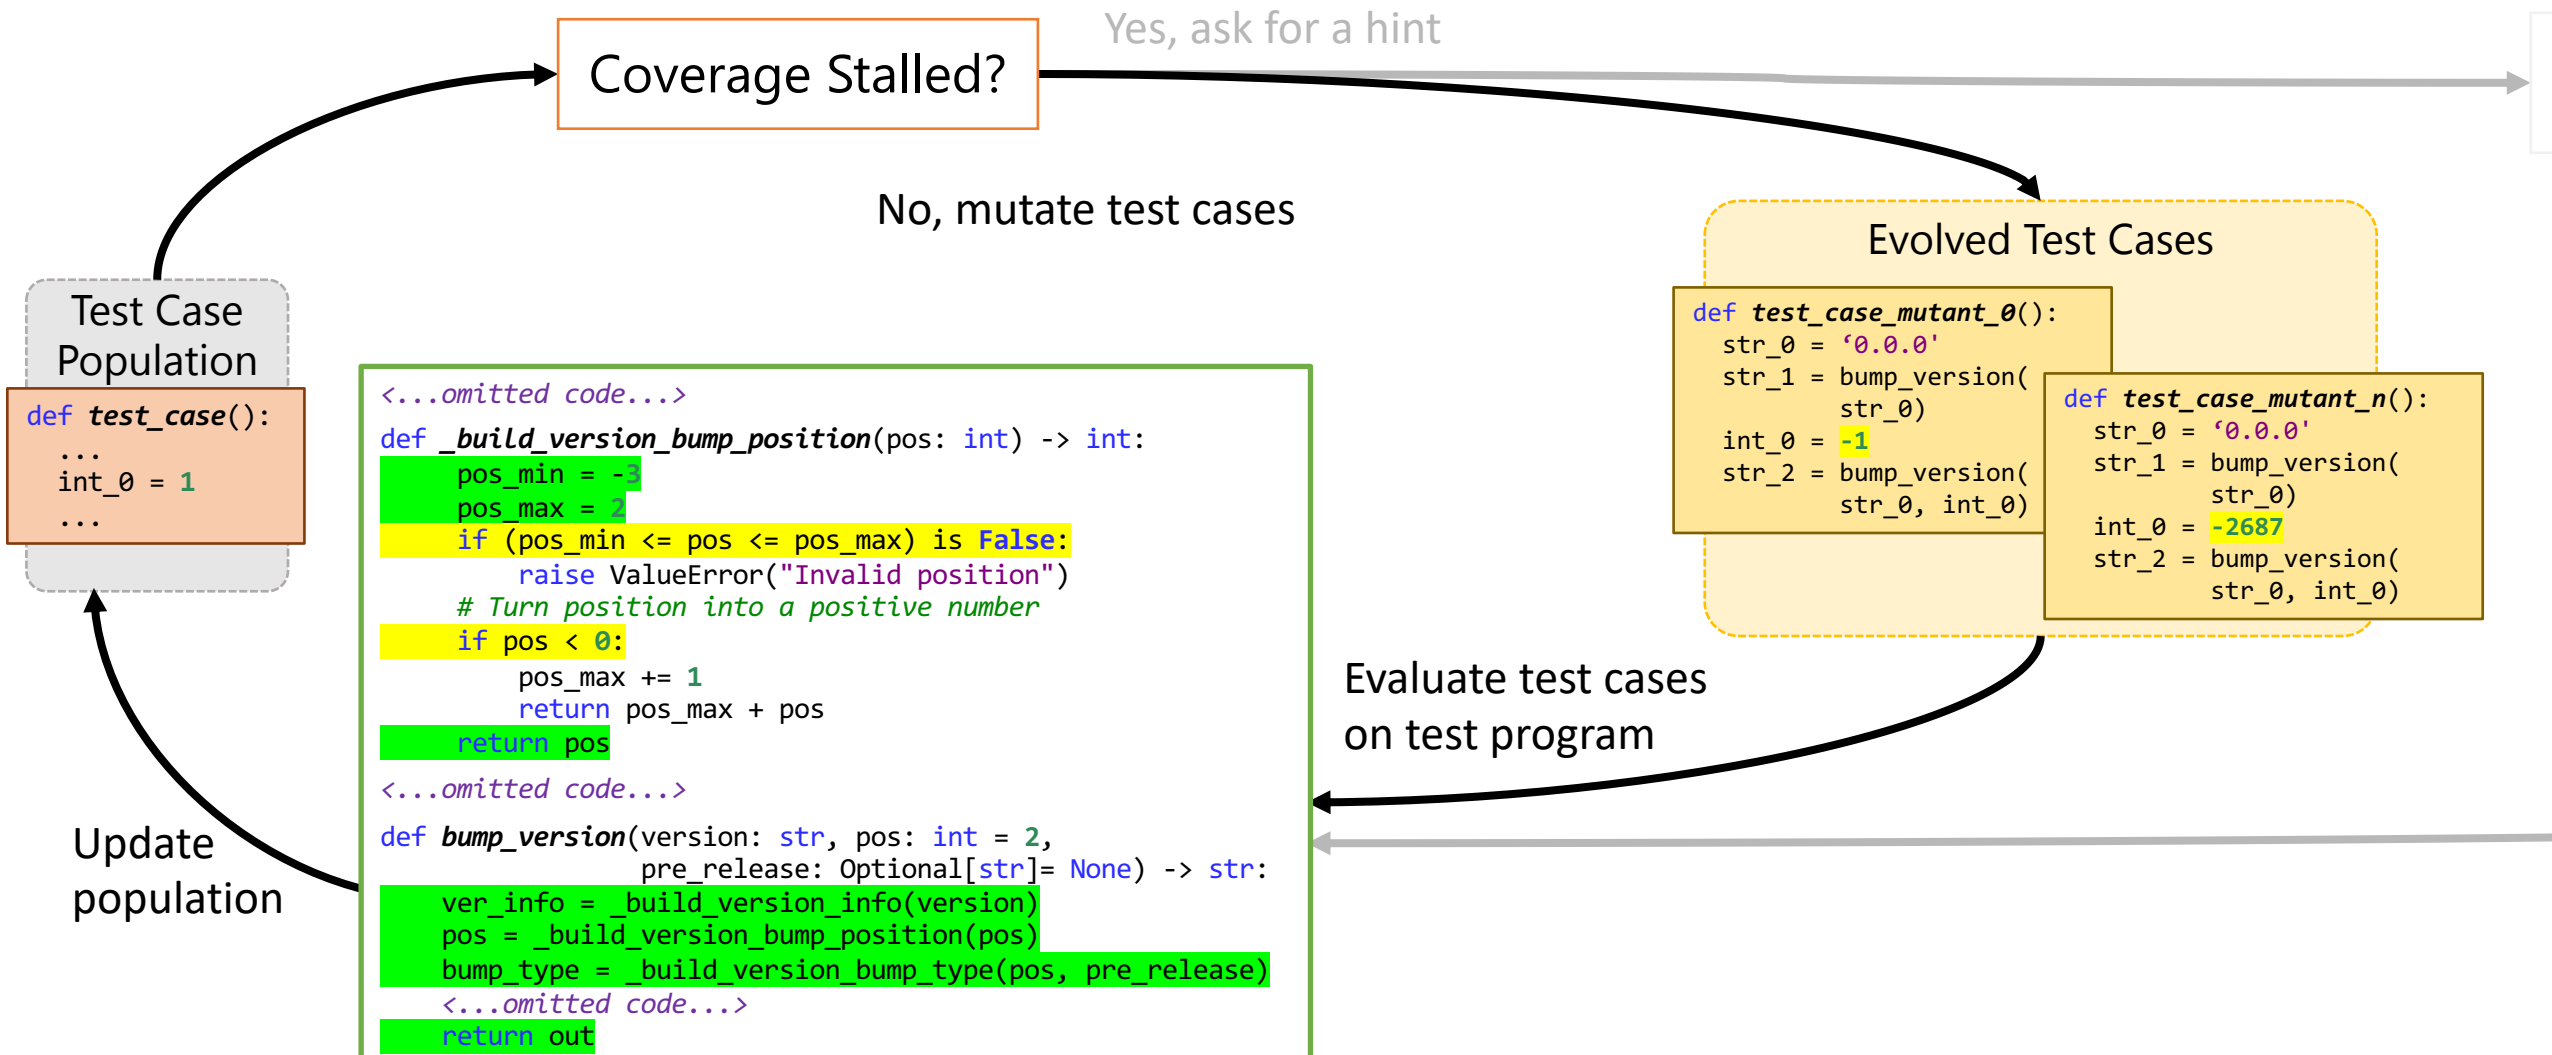 Yes, ask for a hint
Coverage Stalled?
No, mutate test cases
Evolved Test Cases
def test_case_mutant_0():
str_0 = ‘0.0.0'
str_1 = bump_version(
str_0)
int_0 = -1
str_2 = bump_version(
str_0, int_0)
def test_case_mutant_n():
str_0 = ‘0.0.0'
str_1 = bump_version(
str_0)
int_0 = -2687
str_2 = bump_version(
str_0, int_0)
Test Case
Population
def test_case():
...
int_0 = 1
...
<...omitted code...>
def _build_version_bump_position(pos: int) -> int:
pos_min = -3
pos_max = 2
if (pos_min <= pos <= pos_max) is False:
raise ValueError("Invalid position")
# Turn position into a positive number
if pos < 0:
pos_max += 1
return pos_max + pos
return pos
<...omitted code...>
def bump_version(version: str, pos: int = 2,
pre_release: Optional[str]= None) -> str:
ver_info = _build_version_info(version)
pos = _build_version_bump_position(pos)
bump_type = _build_version_bump_type(pos, pre_release)
<...omitted code...>
return out
Evaluate test cases
on test program
Update
population